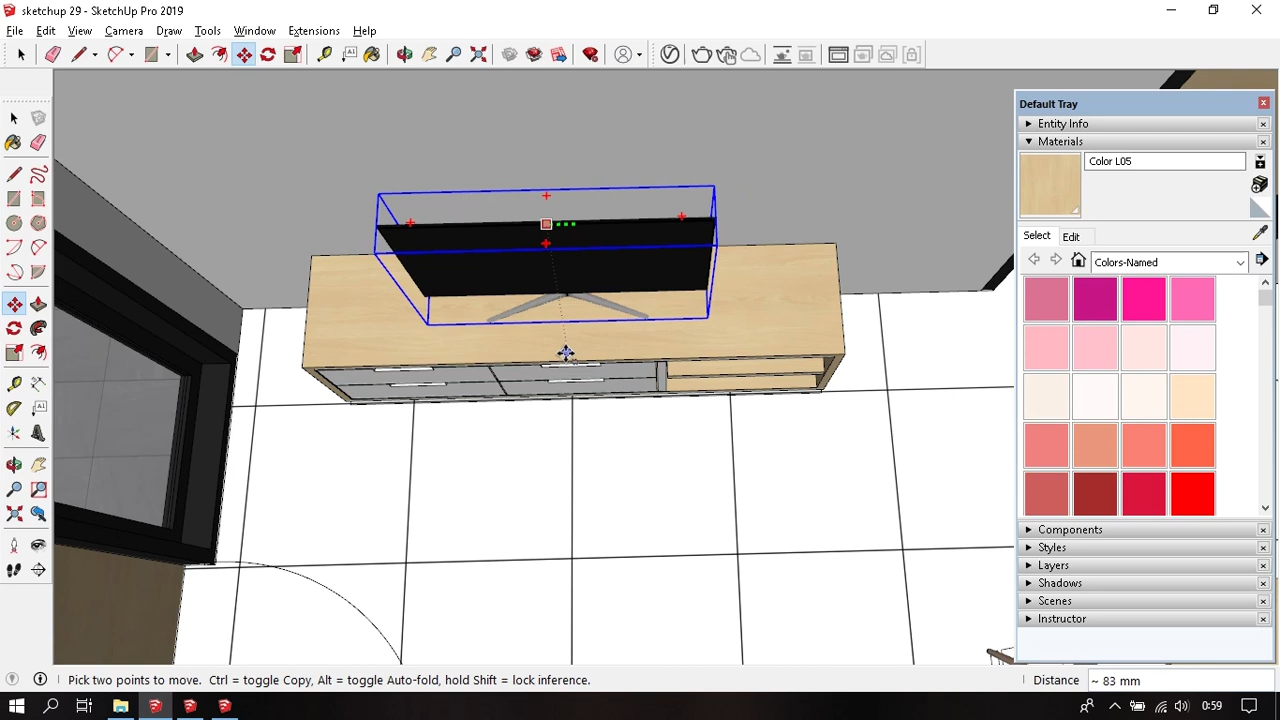 sketchup 29 - SketchUp Pro 2019
File Edit View Camera Draw Tools Window Extensions Help
Default Tray
Entity Info
Materials
Color L05
Select Edit
Colors-Named
Components
Styles
Layers
Shadows
Scenes
Instructor
Pick two points to move. Ctrl = toggle Copy, Alt = toggle Auto-fold, hold Shift = lock inference.
Distance ~ 83 mm
0:59